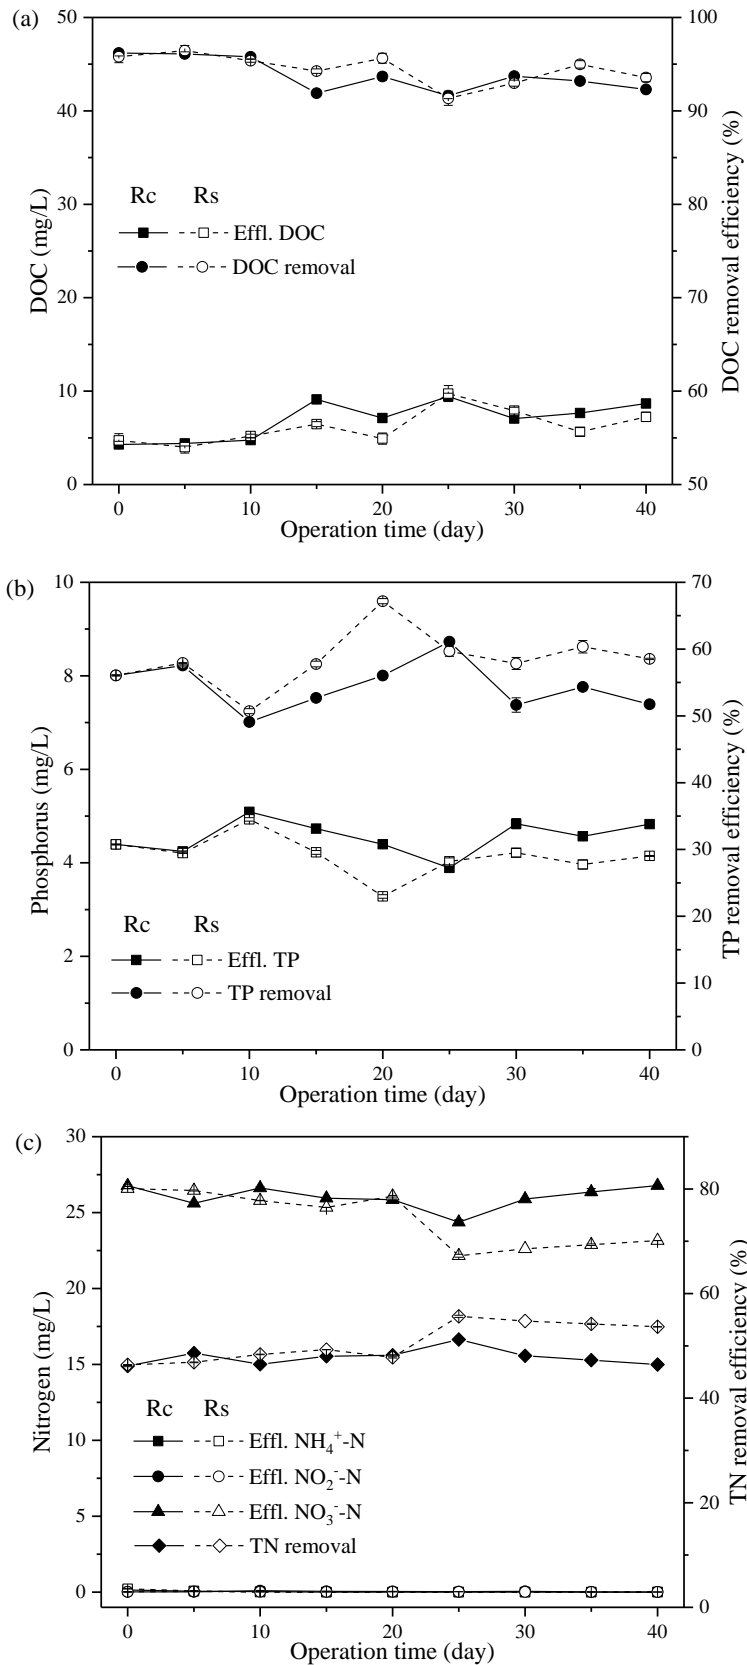 (a)
50
40
30
20
10
0
DOC (mg/L)
100
90
80
70
60
50
DOC removal efficiency (%)
Rc Rs
Effl. DOC
DOC removal
0 10 20 30 40
Operation time (day)
(b)
10
8
6
4
2
0
Phosphorus (mg/L)
70
60
50
40
30
20
10
0
TP removal efficiency (%)
Rc Rs
Effl. TP
TP removal
0 10 20 30 40
Operation time (day)
(c)
30
25
20
15
10
5
0
Nitrogen (mg/L)
80
60
40
20
0
TN removal efficiency (%)
Rc Rs
Effl. NH₄⁺-N
Effl. NO₂⁻-N
Effl. NO₃⁻-N
TN removal
0 10 20 30 40
Operation time (day)